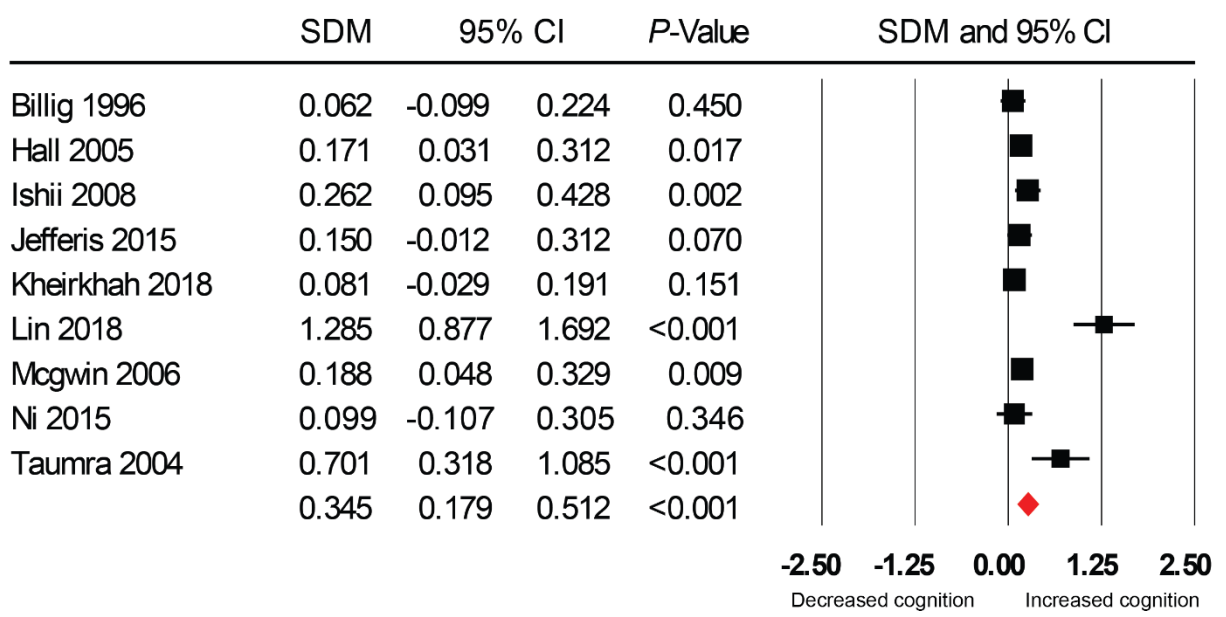 SDM 95% CI P-Value SDM and 95% CI
Billig 1996 0.062 -0.099 0.224 0.450
Hall 2005 0.171 0.031 0.312 0.017
Ishii 2008 0.262 0.095 0.428 0.002
Jefferis 2015 0.150 -0.012 0.312 0.070
Kheirkhah 2018 0.081 -0.029 0.191 0.151
Lin 2018 1.285 0.877 1.692 <0.001
Mcgwin 2006 0.188 0.048 0.329 0.009
Ni 2015 0.099 -0.107 0.305 0.346
Taumra 2004 0.701 0.318 1.085 <0.001
0.345 0.179 0.512 <0.001
-2.50 -1.25 0.00 1.25 2.50
Decreased cognition Increased cognition